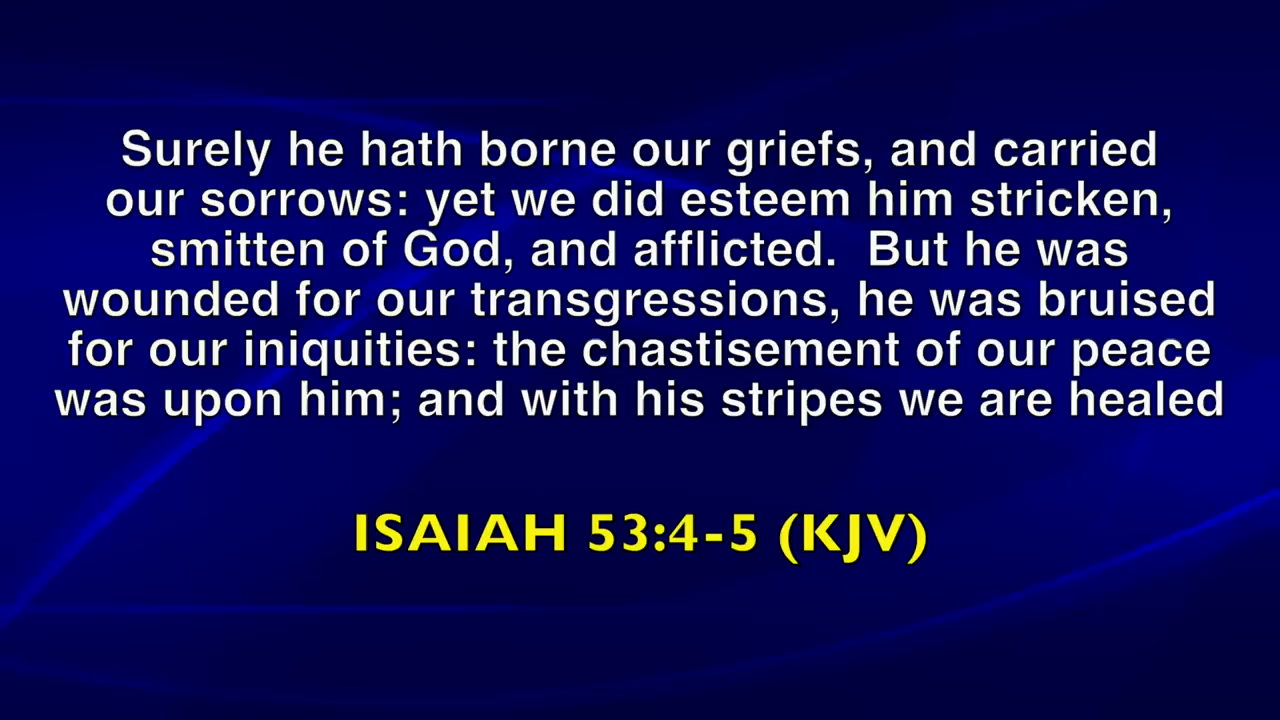 Surely he hath borne our griefs, and carried
our sorrows: yet we did esteem him stricken,
smitten of God, and afflicted.  But he was
wounded for our transgressions, he was bruised
for our iniquities: the chastisement of our peace
was upon him; and with his stripes we are healed
ISAIAH 53:4-5 (KJV)